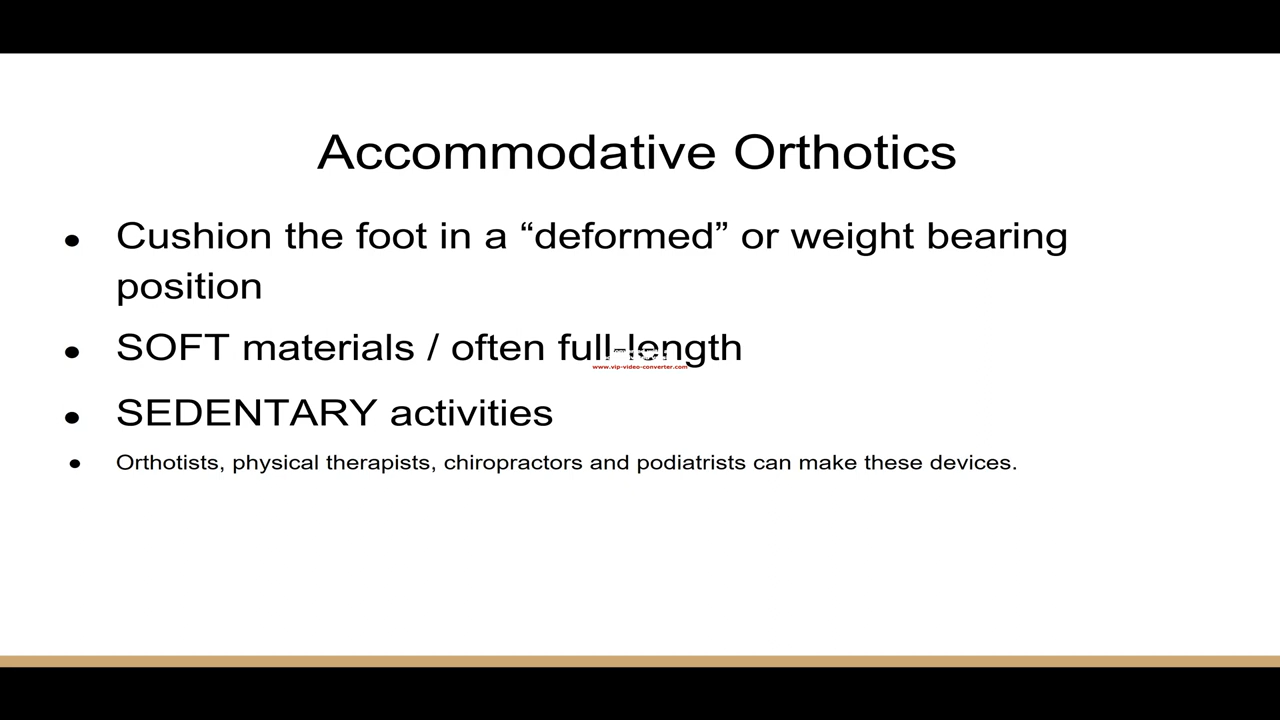 Accommodative Orthotics
• Cushion the foot in a “deformed” or weight bearing
position
• SOFT materials / often full-length
www.vip-video-converter.com
• SEDENTARY activities
• Orthotists, physical therapists, chiropractors and podiatrists can make these devices.